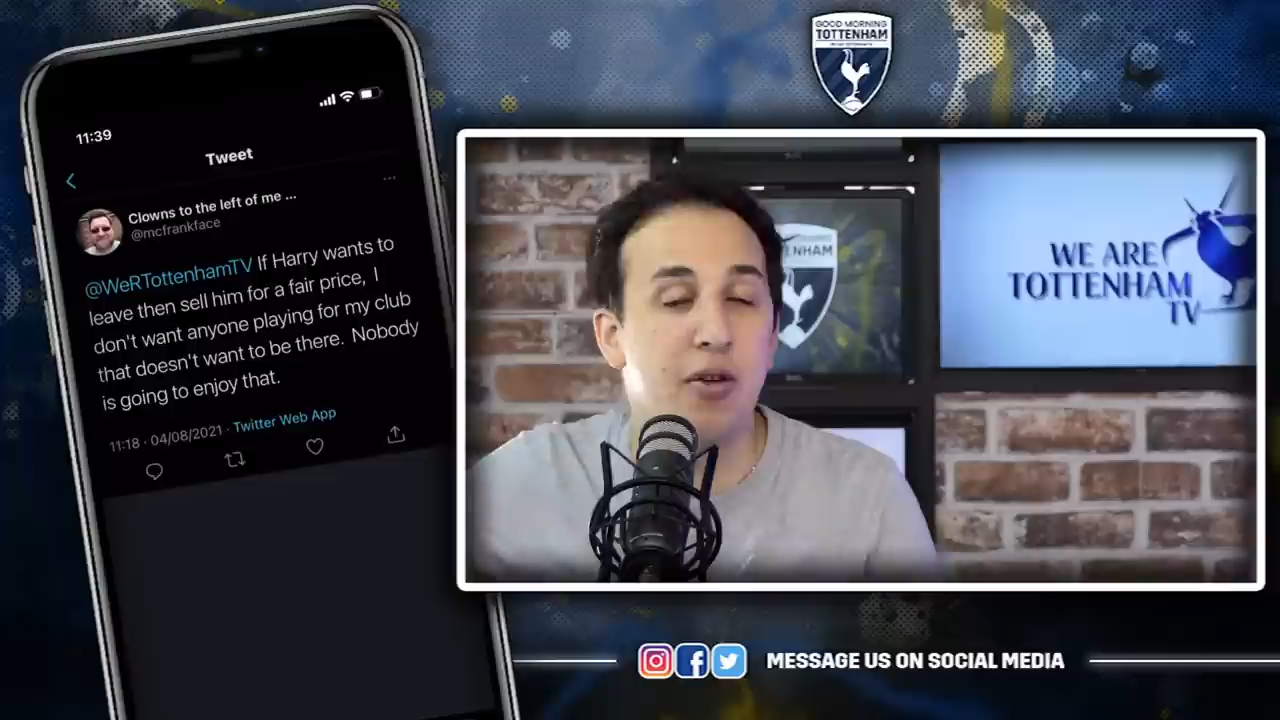 11:39
Tweet
Clowns to the left of me ...
@mcfrankface
@WeRTottenhamTV If Harry wants to
leave then sell him for a fair price, I
don't want anyone playing for my club
that doesn't want to be there. Nobody
is going to enjoy that.
11:18 · 04/08/2021 · Twitter Web App
GOOD MORNING
TOTTENHAM
NHAM
WE ARE
TOTTENHAM
TV
MESSAGE US ON SOCIAL MEDIA